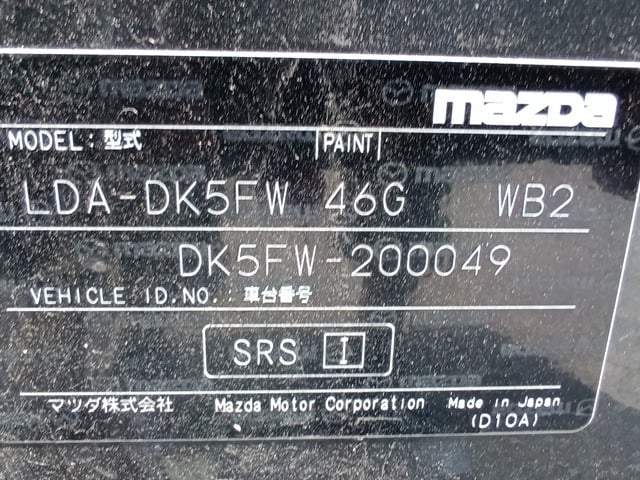 mazda
MODEL:型式 PAINT
LDA-DK5FW 46G WB2
DK5FW-200049
VEHICLE ID.NO.:車台番号
SRS I
マツダ株式会社 Mazda Motor Corporation Made in Japan
(D10A)